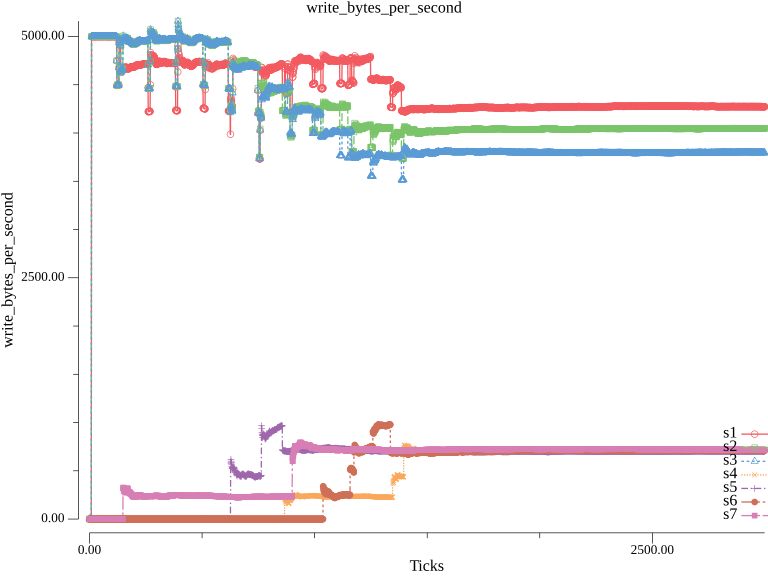 write_bytes_per_second
5000.00
write_bytes_per_second
2500.00
s1
s2
s3
s4
s5
s6
s7
0.00
0.00
2500.00
Ticks